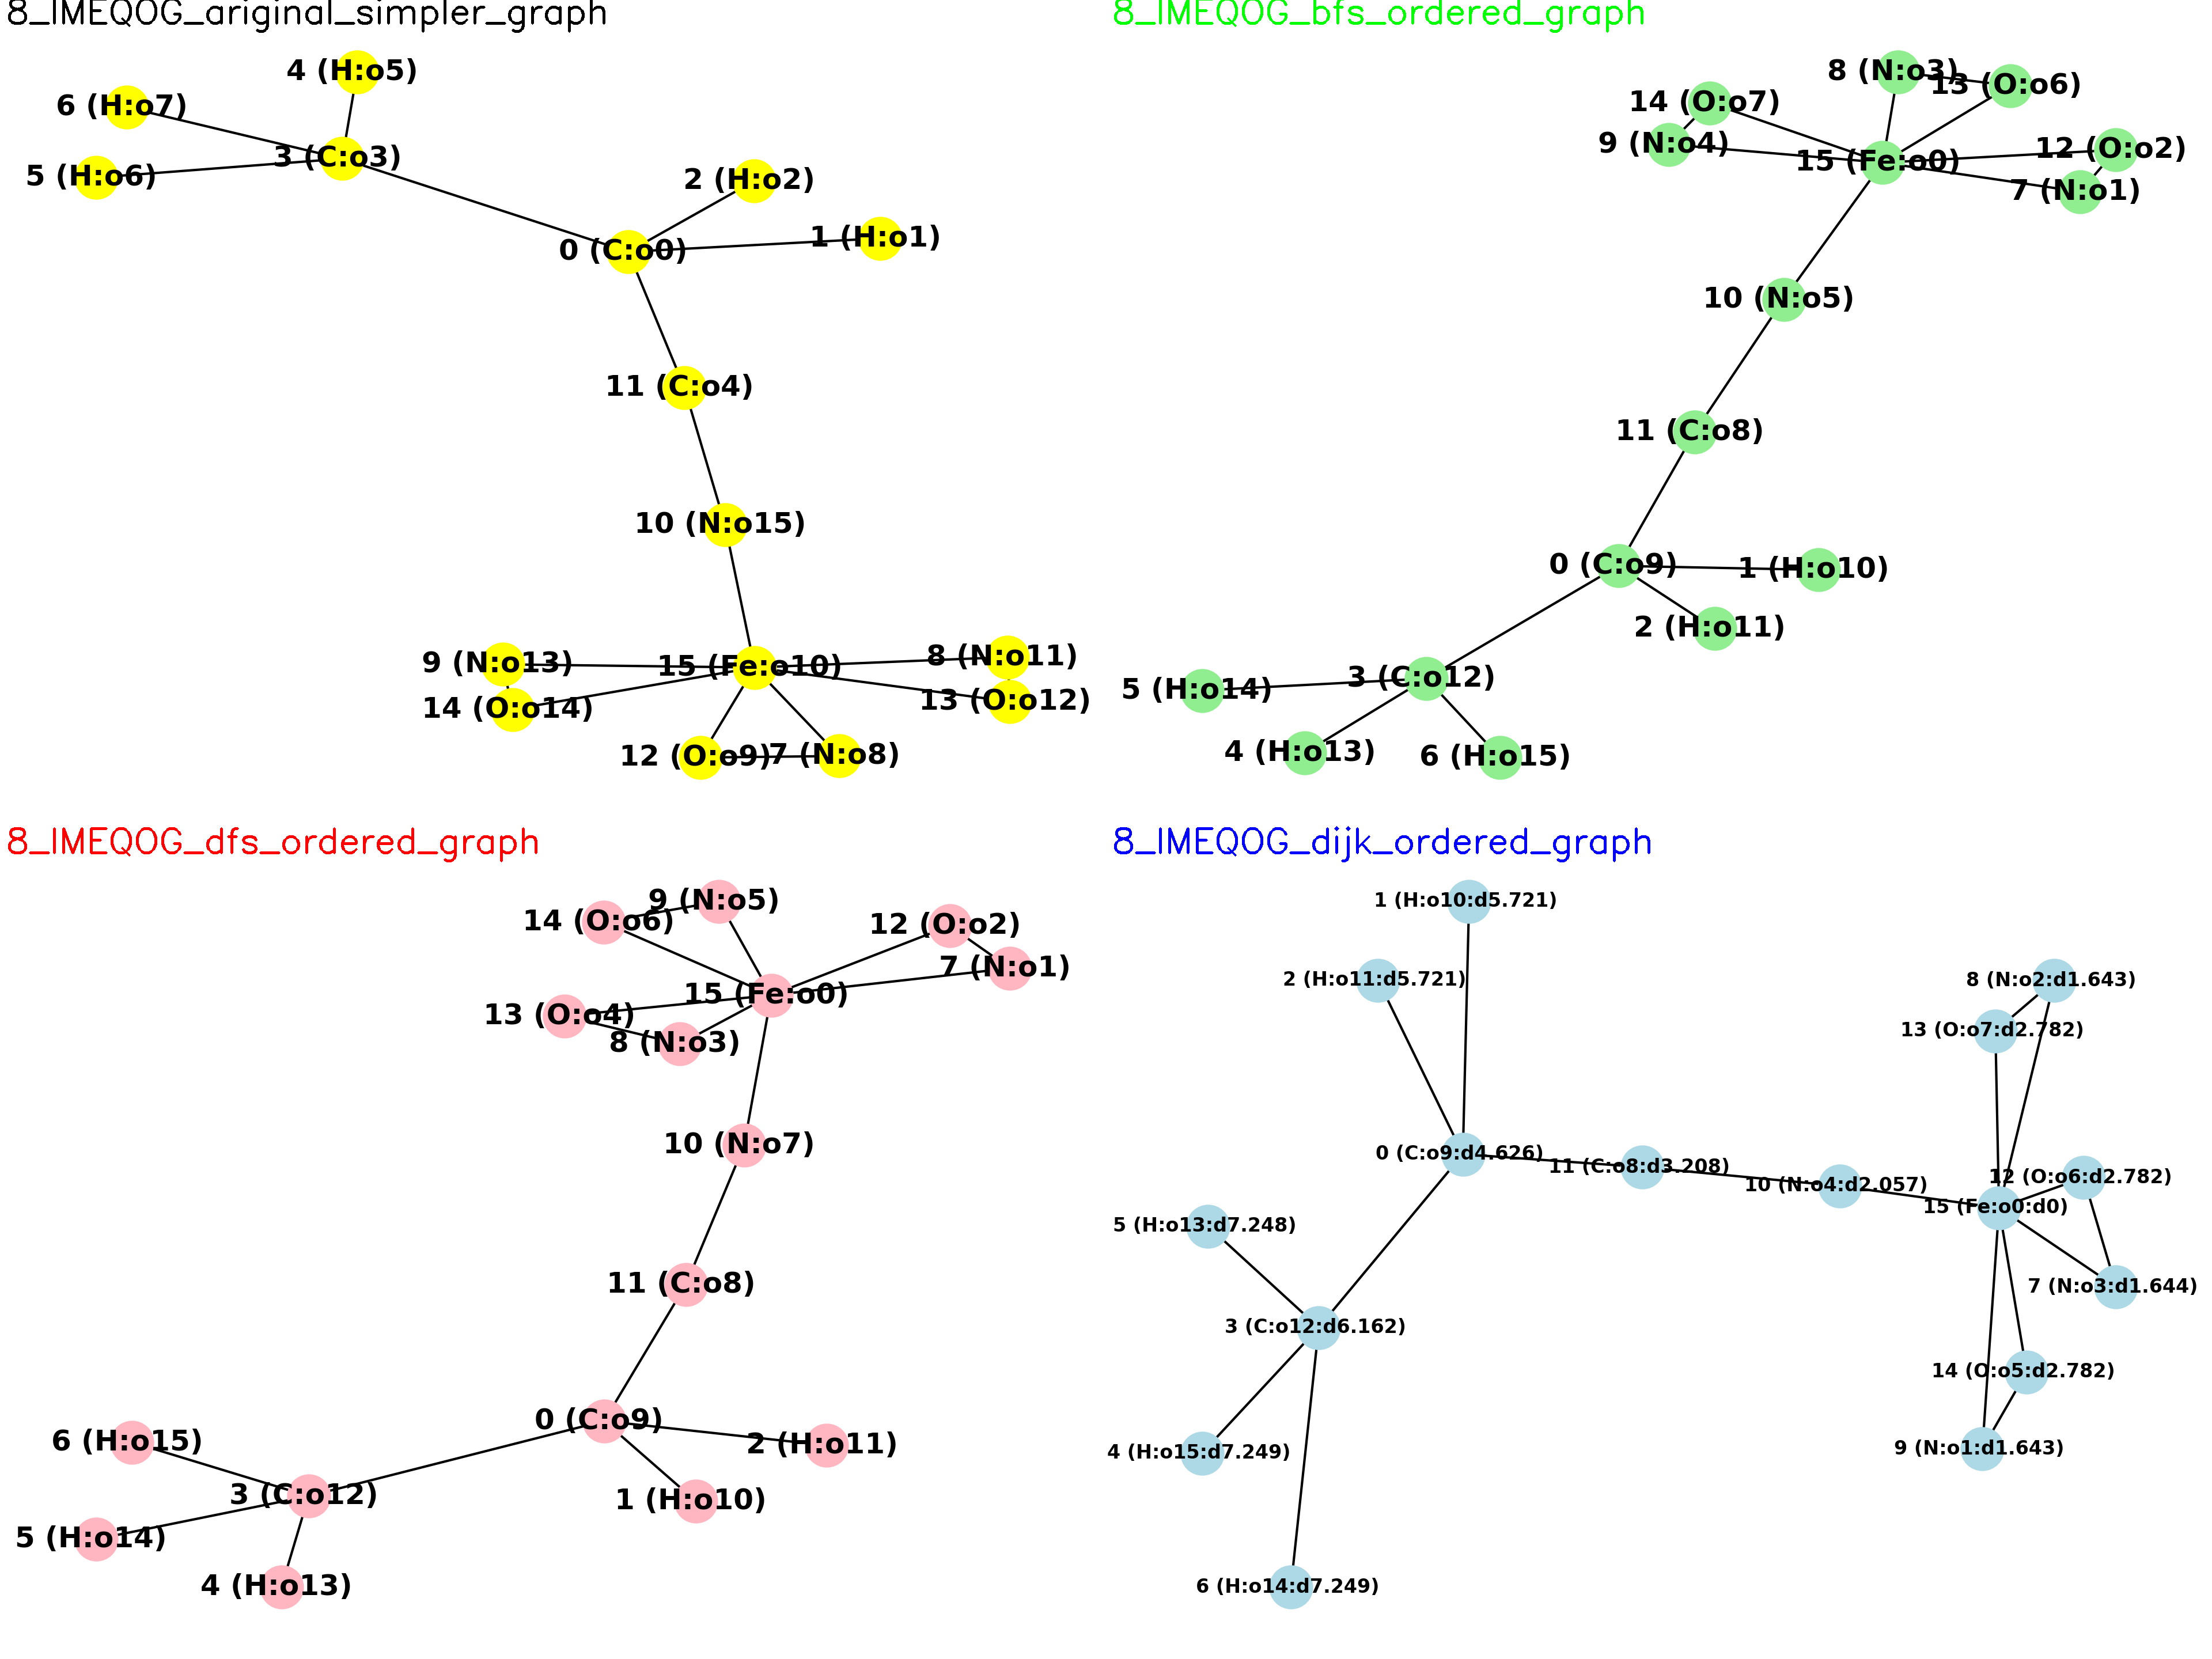 8_IMEQOG_ariginal_simpler_graph
4 (H:o5)
6 (H:o7)
3 (C:o3)
5 (H:o6)
2 (H:o2)
1 (H:o1)
0 (C:o0)
11 (C:o4)
10 (N:o15)
9 (N:o13)
15 (Fe:o10)
8 (N:o11)
14 (O:o14)
13 (O:o12)
12 (O:o9)
7 (N:o8)
8_IMEQOG_bfs_ordered_graph
8 (N:o3)
13 (O:o6)
14 (O:o7)
9 (N:o4)
15 (Fe:o0)
12 (O:o2)
7 (N:o1)
10 (N:o5)
11 (C:o8)
0 (C:o9)
1 (H:o10)
2 (H:o11)
3 (C:o12)
5 (H:o14)
4 (H:o13)
6 (H:o15)
8_IMEQOG_dfs_ordered_graph
9 (N:o5)
14 (O:o6)
12 (O:o2)
7 (N:o1)
15 (Fe:o0)
13 (O:o4)
8 (N:o3)
10 (N:o7)
11 (C:o8)
0 (C:o9)
6 (H:o15)
2 (H:o11)
3 (C:o12)
1 (H:o10)
5 (H:o14)
4 (H:o13)
8_IMEQOG_dijk_ordered_graph
1 (H:o10:d5.721)
2 (H:o11:d5.721)
8 (N:o2:d1.643)
13 (O:o7:d2.782)
0 (C:o9:d4.626)
11 (C:o8:d3.208)
10 (N:o4:d2.057)
12 (O:o6:d2.782)
15 (Fe:o0:d0)
5 (H:o13:d7.248)
7 (N:o3:d1.644)
3 (C:o12:d6.162)
14 (O:o5:d2.782)
4 (H:o15:d7.249)
9 (N:o1:d1.643)
6 (H:o14:d7.249)